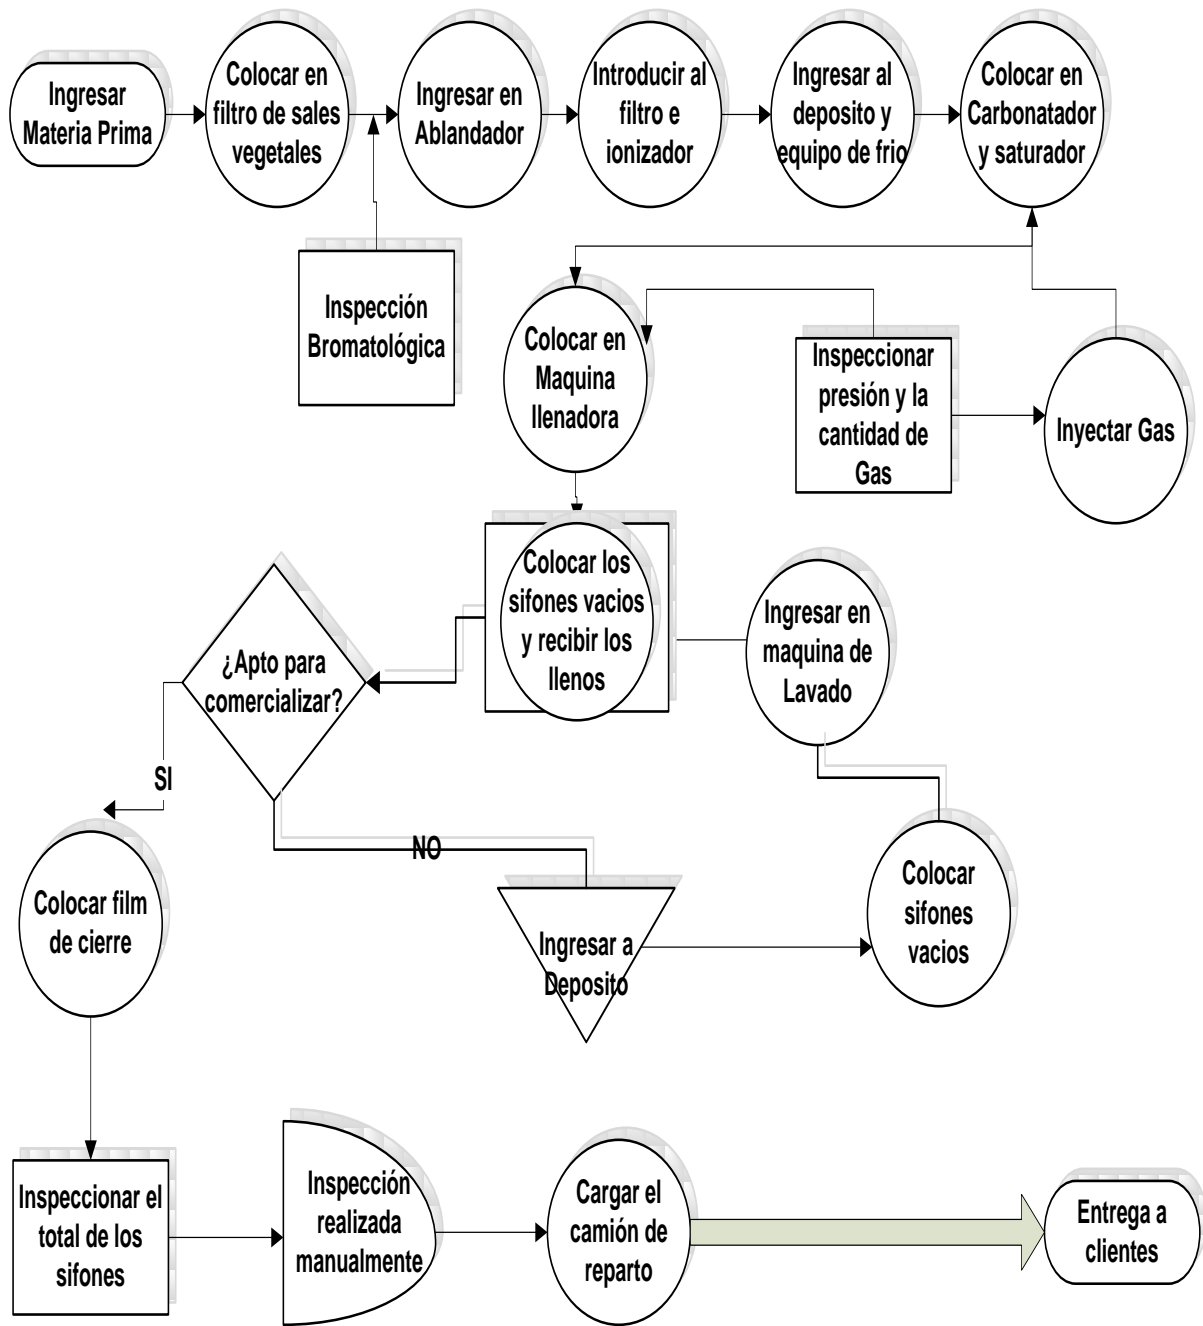 Ingresar
Materia Prima
Colocar en
filtro de sales
vegetales
Ingresar en
Ablandador
Introducir al
filtro e
ionizador
Ingresar al
deposito y
equipo de frio
Colocar en
Carbonatador
y saturador
Inspección
Bromatológica
Colocar en
Maquina
llenadora
Inspeccionar
presión y la
cantidad de
Gas
Inyectar Gas
Colocar los
sifones vacios
y recibir los
llenos
Ingresar en
maquina de
Lavado
¿Apto para
comercializar?
SI
NO
Colocar film
de cierre
Ingresar a
Deposito
Colocar
sifones
vacios
Inspeccionar el
total de los
sifones
Inspección
realizada
manualmente
Cargar el
camión de
reparto
Entrega a
clientes